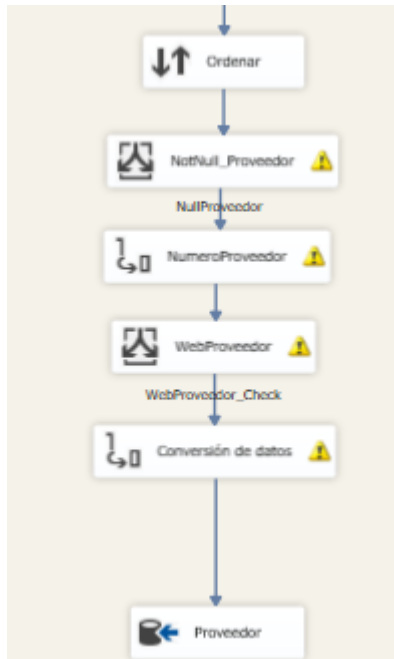 Ordenar
NotNull_Proveedor
NullProveedor
NumeroProveedor
WebProveedor
WebProveedor_Check
Conversión de datos
Proveedor